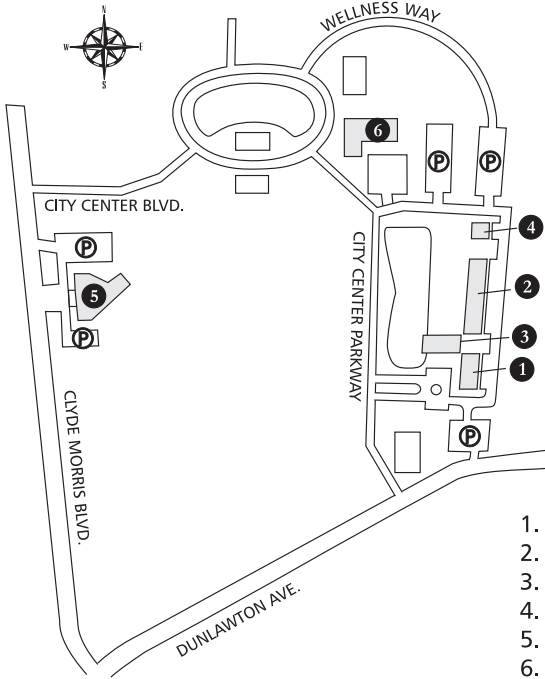 WELLNESS WAY
N
W E
S
6
P P
CITY CENTER BLVD.
4
P
CITY CENTER PARKWAY
5
2
3
P
1
CLYDE MORRIS BLVD.
P
DUNLAWTON AVE.
1.
2.
3.
4.
5.
6.